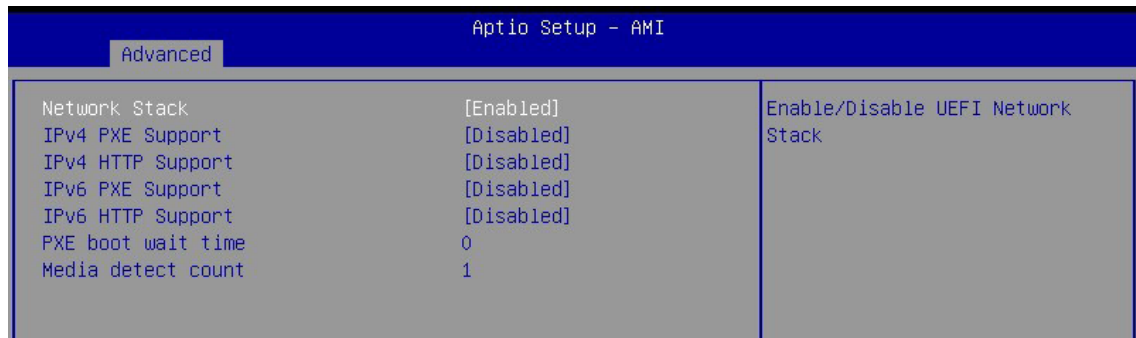 Aptio Setup – AMI
Advanced
Network Stack [Enabled]
IPv4 PXE Support [Disabled]
IPv4 HTTP Support [Disabled]
IPv6 PXE Support [Disabled]
IPv6 HTTP Support [Disabled]
PXE boot wait time 0
Media detect count 1
Enable/Disable UEFI Network
Stack